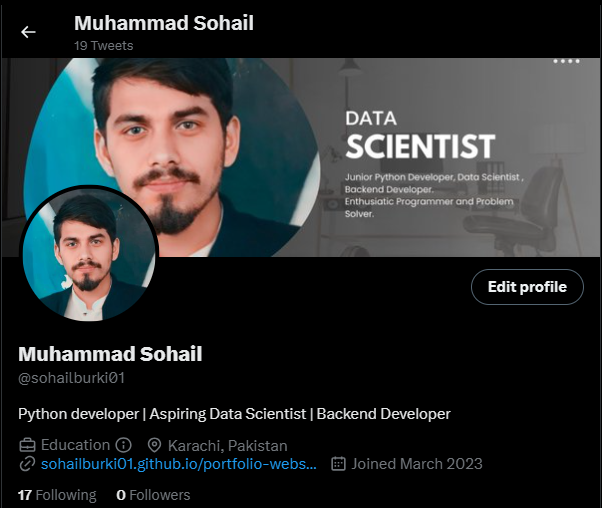 Muhammad Sohail
19 Tweets
DATA
SCIENTIST
Junior Python Developer, Data Scientist ,
Backend Developer.
Enthusiastic Programmer and Problem
Solver.
Edit profile
Muhammad Sohail
@sohailburki01
Python developer | Aspiring Data Scientist | Backend Developer
Education Karachi, Pakistan
sohailburki01.github.io/portfolio-webs... Joined March 2023
17 Following 0 Followers